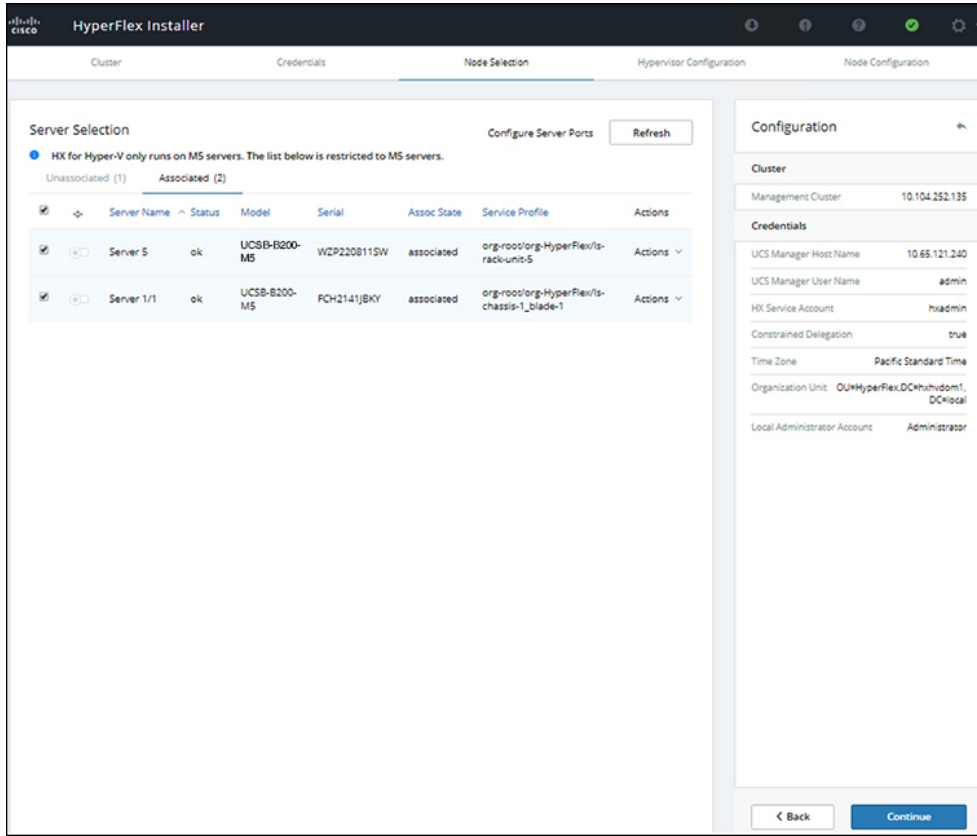 cisco HyperFlex Installer
Cluster Credentials Node Selection Hypervisor Configuration Node Configuration
Server Selection Configure Server Ports Refresh
HX for Hyper-V only runs on M5 servers. The list below is restricted to M5 servers.
Unassociated (1) Associated (2)
Server Name Status Model Serial Assoc State Service Profile Actions
Server 5 ok UCSB-B200-M5 WZP220811SW associated org-root/org-HyperFlex/ls-rack-unit-5 Actions
Server 1/1 ok UCSB-B200-M5 FCH2141JBKY associated org-root/org-HyperFlex/ls-chassis-1_blade-1 Actions
Configuration
Cluster
Management Cluster 10.104.252.135
Credentials
UCS Manager Host Name 10.65.121.240
UCS Manager User Name admin
HX Service Account hxadmin
Constrained Delegation true
Time Zone Pacific Standard Time
Organization Unit OU=HyperFlex,DC=hxhvdom1,
DC=local
Local Administrator Account Administrator
< Back Continue